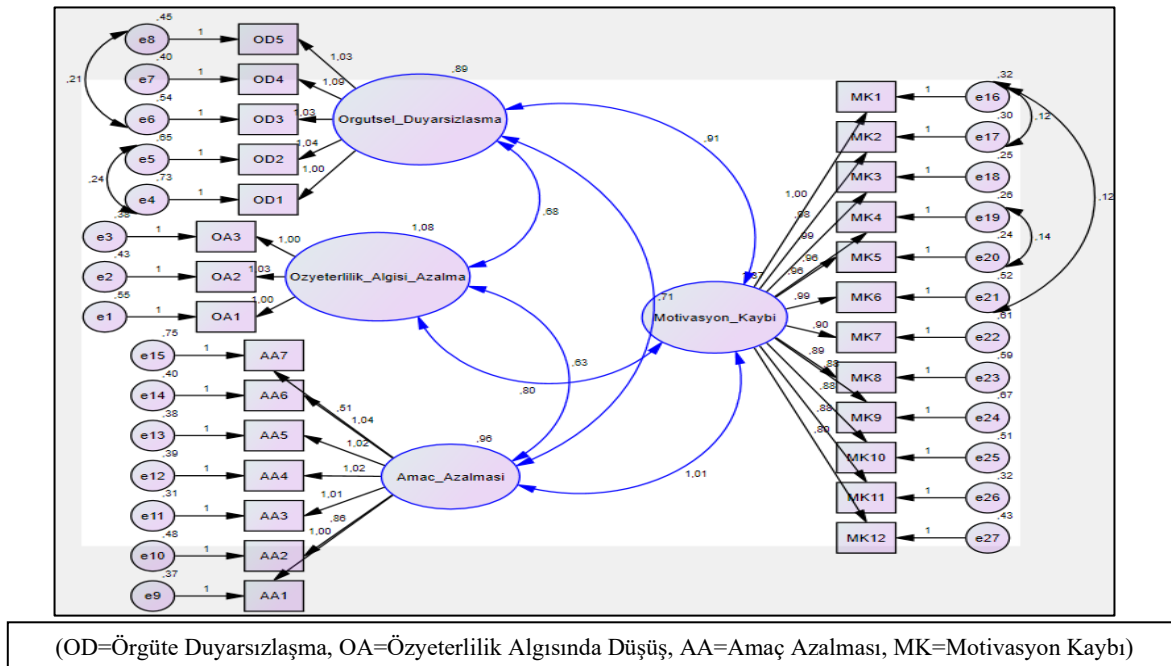 ,45
e8 1 OD5
,40
e7 1 OD4
,54
e6 1 OD3
,65
e5 1 OD2
,73
e4 1 OD1
,21
,24
1,03
1,09
1,03
1,04
1,00
,89
Orgutsel_Duyarsizlasma
,38
e3 1 OA3
,43
e2 1 OA2
,55
e1 1 OA1
1,00
1,03
1,00
1,08
Ozyeterlilik_Algisi_Azalma
,75
e15 1 AA7
,40
e14 1 AA6
,38
e13 1 AA5
,39
e12 1 AA4
,31
e11 1 AA3
,48
e10 1 AA2
,37
e9 1 AA1
,51
1,04
1,02
1,02
1,01
,86
1,00
,96
Amac_Azalmasi
,91
,68
,71
,63
,80
1,01
Motivasyon_Kaybi
,32
MK1 1 e16
,30
MK2 1 e17
,25
MK3 1 e18
,26
MK4 1 e19
,24
MK5 1 e20
,52
MK6 1 e21
,61
MK7 1 e22
,59
MK8 1 e23
,67
MK9 1 e24
,51
MK10 1 e25
,32
MK11 1 e26
,43
MK12 1 e27
1,00
,98
,99
,96
,96
,99
,90
,89
,88
,88
,88
,12
,14
,12
(OD=Örgüte Duyarsızlaşma, OA=Özyeterlilik Algısında Düşüş, AA=Amaç Azalması, MK=Motivasyon Kaybı)